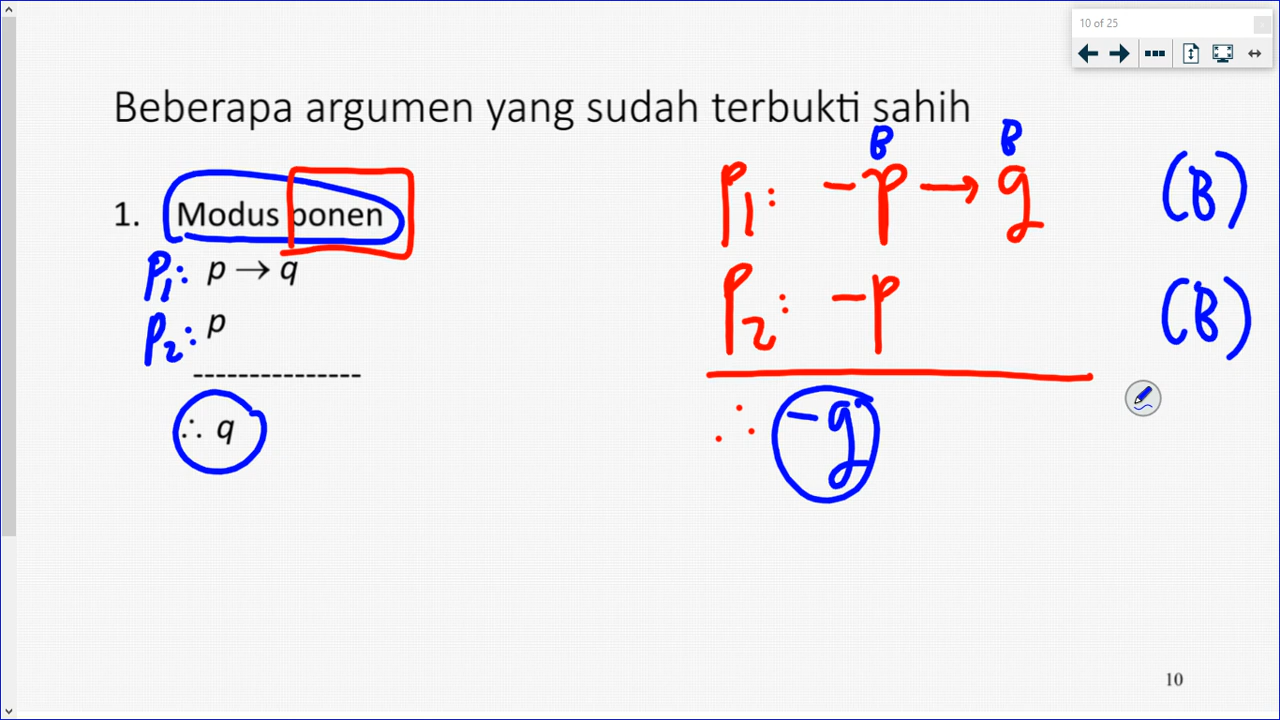 10 of 25
Beberapa argumen yang sudah terbukti sahih
1. Modus ponen
P1: p → q
P2: p
--------------
∴ q
B B
P1: -p → q (B)
P2: -p (B)
∴ -q
10